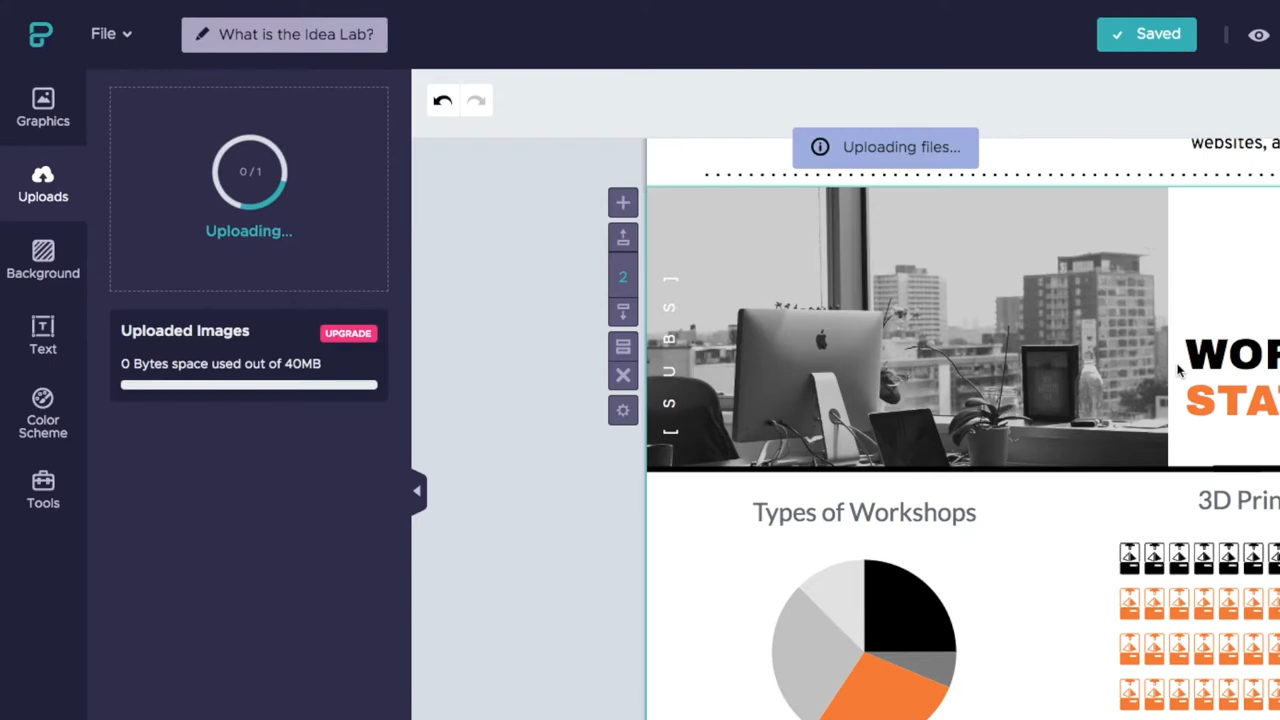 File
What is the Idea Lab?
Saved
Graphics
Uploads
Background
Text
Color
Scheme
Tools
0 / 1
Uploading...
Uploaded Images
UPGRADE
0 Bytes space used out of 40MB
Uploading files...
websites, a
2
[ S U B S ]
WOR
STA
Types of Workshops
3D Prin